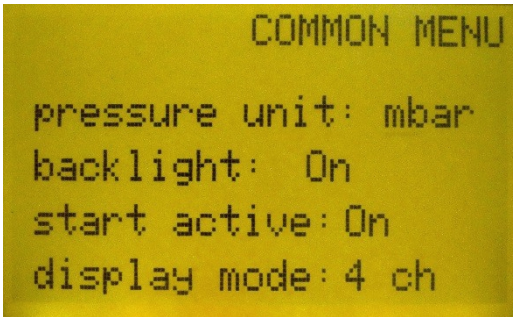 COMMON MENU
pressure unit: mbar
backlight: On
start active: On
display mode: 4 ch